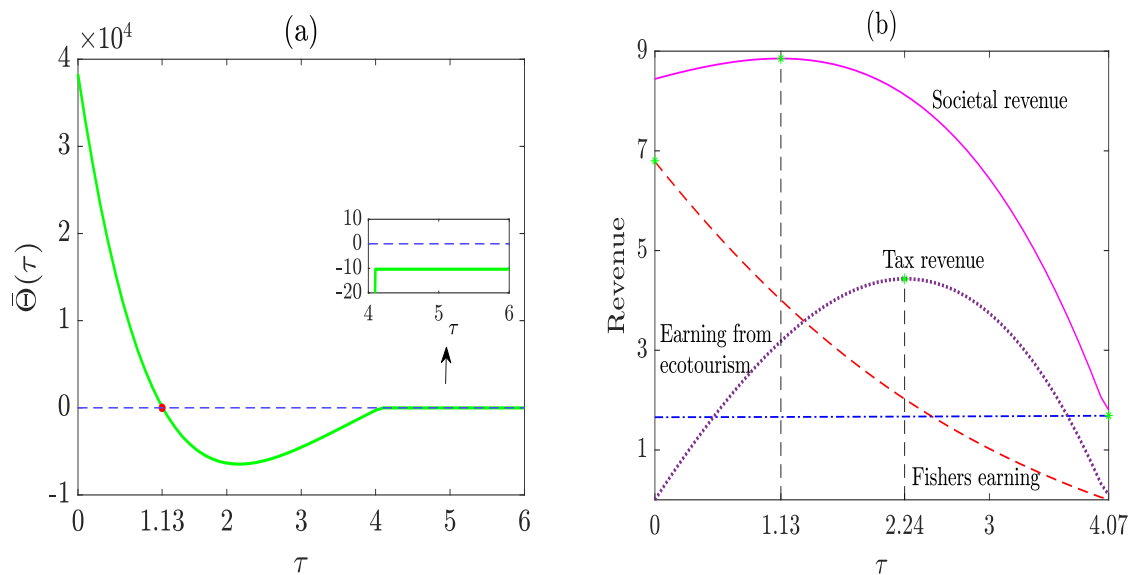 (a)
×10⁴
4
3
2
1
0
-1
Θ̄(τ)
0 1.13 2 3 4 5 6
τ
10
0
-10
-20
4 5 6
τ
(b)
9
7
5
3
1
Revenue
Societal revenue
Tax revenue
Earning from
ecotourism
Fishers earning
0 1.13 2.24 3 4.07
τ